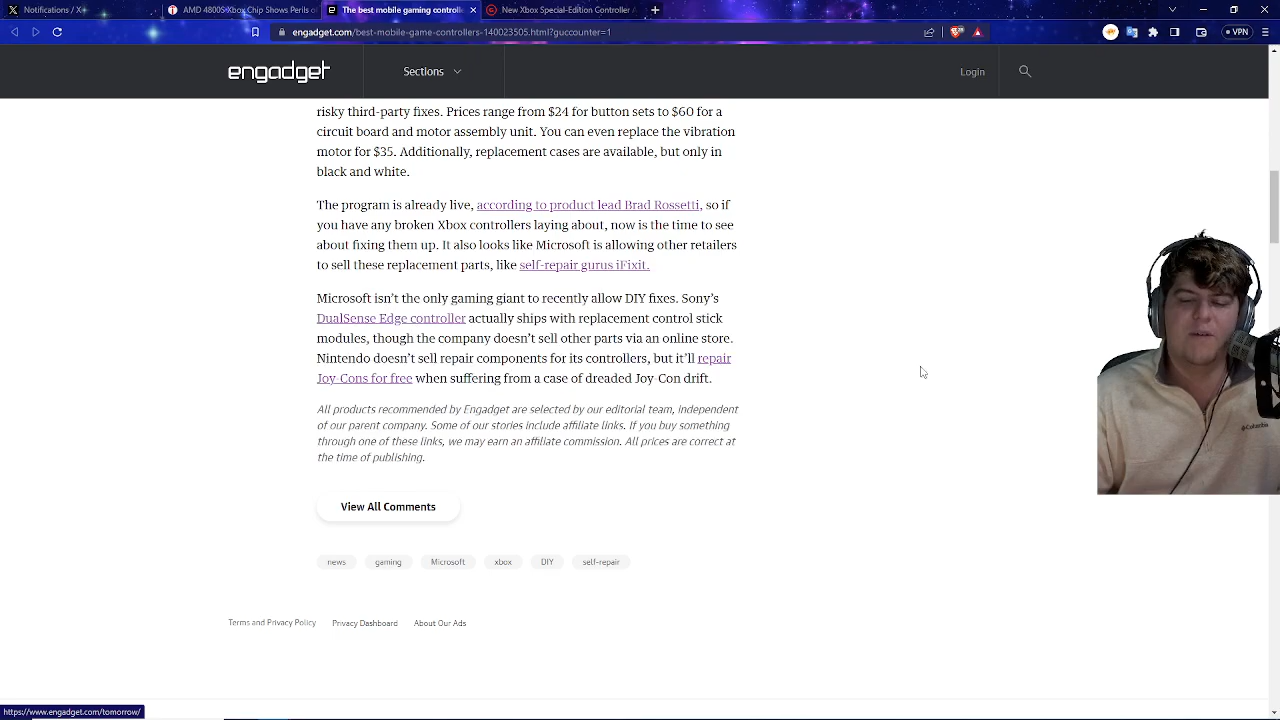 Notifications / X
AMD 4800S Xbox Chip Shows Perils of
The best mobile gaming controlle
New Xbox Special-Edition Controller
engadget.com/best-mobile-game-controllers-140023505.html?guccounter=1
VPN
engadget
Sections
Login
risky third-party fixes. Prices range from $24 for button sets to $60 for a
circuit board and motor assembly unit. You can even replace the vibration
motor for $35. Additionally, replacement cases are available, but only in
black and white.
The program is already live, according to product lead Brad Rossetti, so if
you have any broken Xbox controllers laying about, now is the time to see
about fixing them up. It also looks like Microsoft is allowing other retailers
to sell these replacement parts, like self-repair gurus iFixit.
Microsoft isn't the only gaming giant to recently allow DIY fixes. Sony's
DualSense Edge controller actually ships with replacement control stick
modules, though the company doesn't sell other parts via an online store.
Nintendo doesn't sell repair components for its controllers, but it'll repair
Joy-Cons for free when suffering from a case of dreaded Joy-Con drift.
All products recommended by Engadget are selected by our editorial team, independent
of our parent company. Some of our stories include affiliate links. If you buy something
through one of these links, we may earn an affiliate commission. All prices are correct at
the time of publishing.
View All Comments
news gaming Microsoft xbox DIY self-repair
Terms and Privacy Policy Privacy Dashboard About Our Ads
https://www.engadget.com/tomorrow/
Columbia